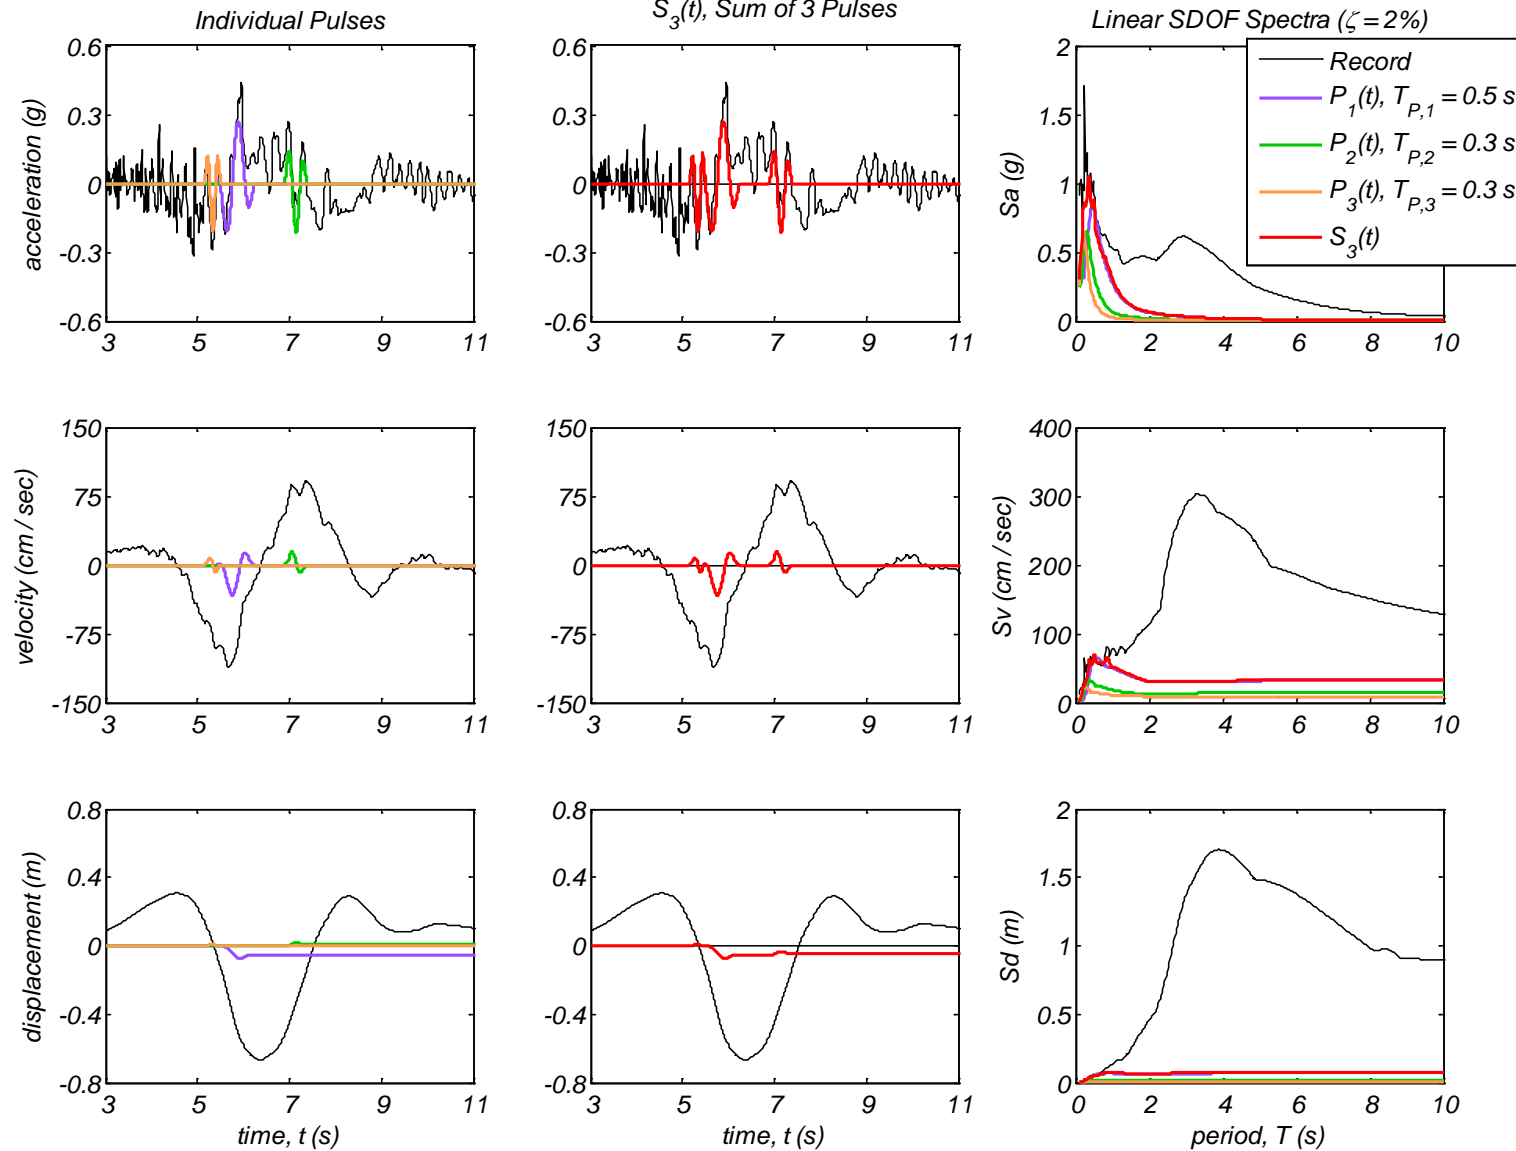 Individual Pulses
S3(t), Sum of 3 Pulses
Linear SDOF Spectra (ζ = 2%)
acceleration (g)
0.6
0.3
0
-0.3
-0.6
3 5 7 9 11
0.6
0.3
0
-0.3
-0.6
3 5 7 9 11
Sa (g)
2
1.5
1
0.5
0
0 2 4 6 8 10
Record
P1(t), TP,1 = 0.5 s
P2(t), TP,2 = 0.3 s
P3(t), TP,3 = 0.3 s
S3(t)
velocity (cm / sec)
150
75
0
-75
-150
3 5 7 9 11
150
75
0
-75
-150
3 5 7 9 11
Sv (cm / sec)
400
300
200
100
0
0 2 4 6 8 10
displacement (m)
0.8
0.4
0
-0.4
-0.8
3 5 7 9 11
time, t (s)
0.8
0.4
0
-0.4
-0.8
3 5 7 9 11
time, t (s)
Sd (m)
2
1.5
1
0.5
0
0 2 4 6 8 10
period, T (s)